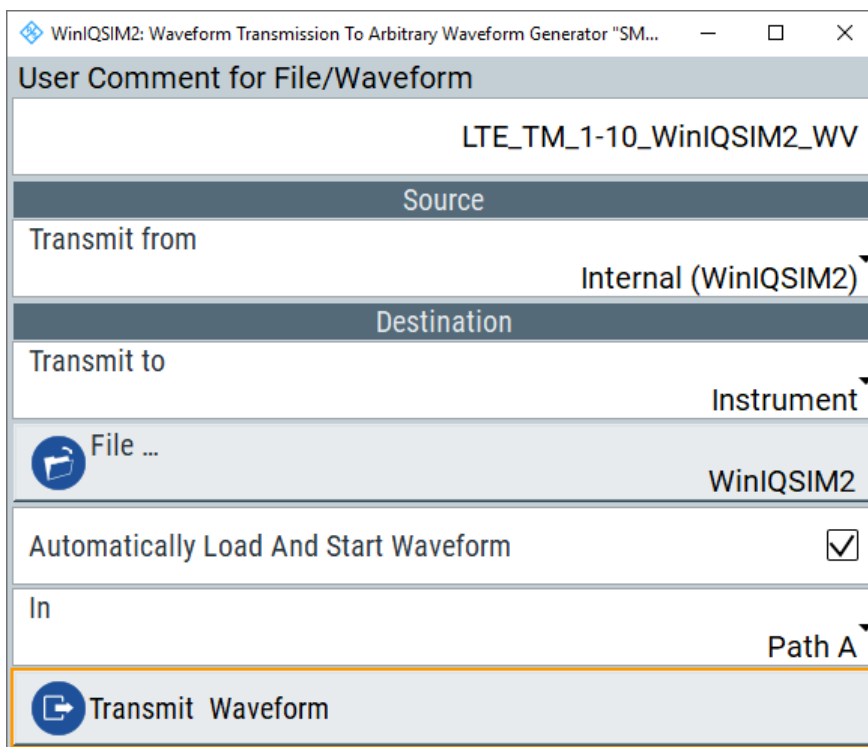 WinIQSIM2: Waveform Transmission To Arbitrary Waveform Generator "SM...
User Comment for File/Waveform
LTE_TM_1-10_WinIQSIM2_WV
Source
Transmit from
Internal (WinIQSIM2)
Destination
Transmit to
Instrument
File ...
WinIQSIM2
Automatically Load And Start Waveform
In
Path A
Transmit Waveform